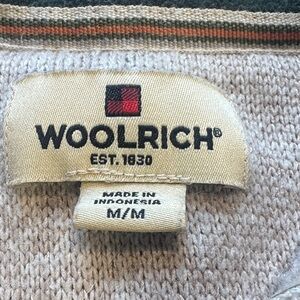 WOOLRICH®
EST. 1830
MADE IN
INDONESIA
M/M